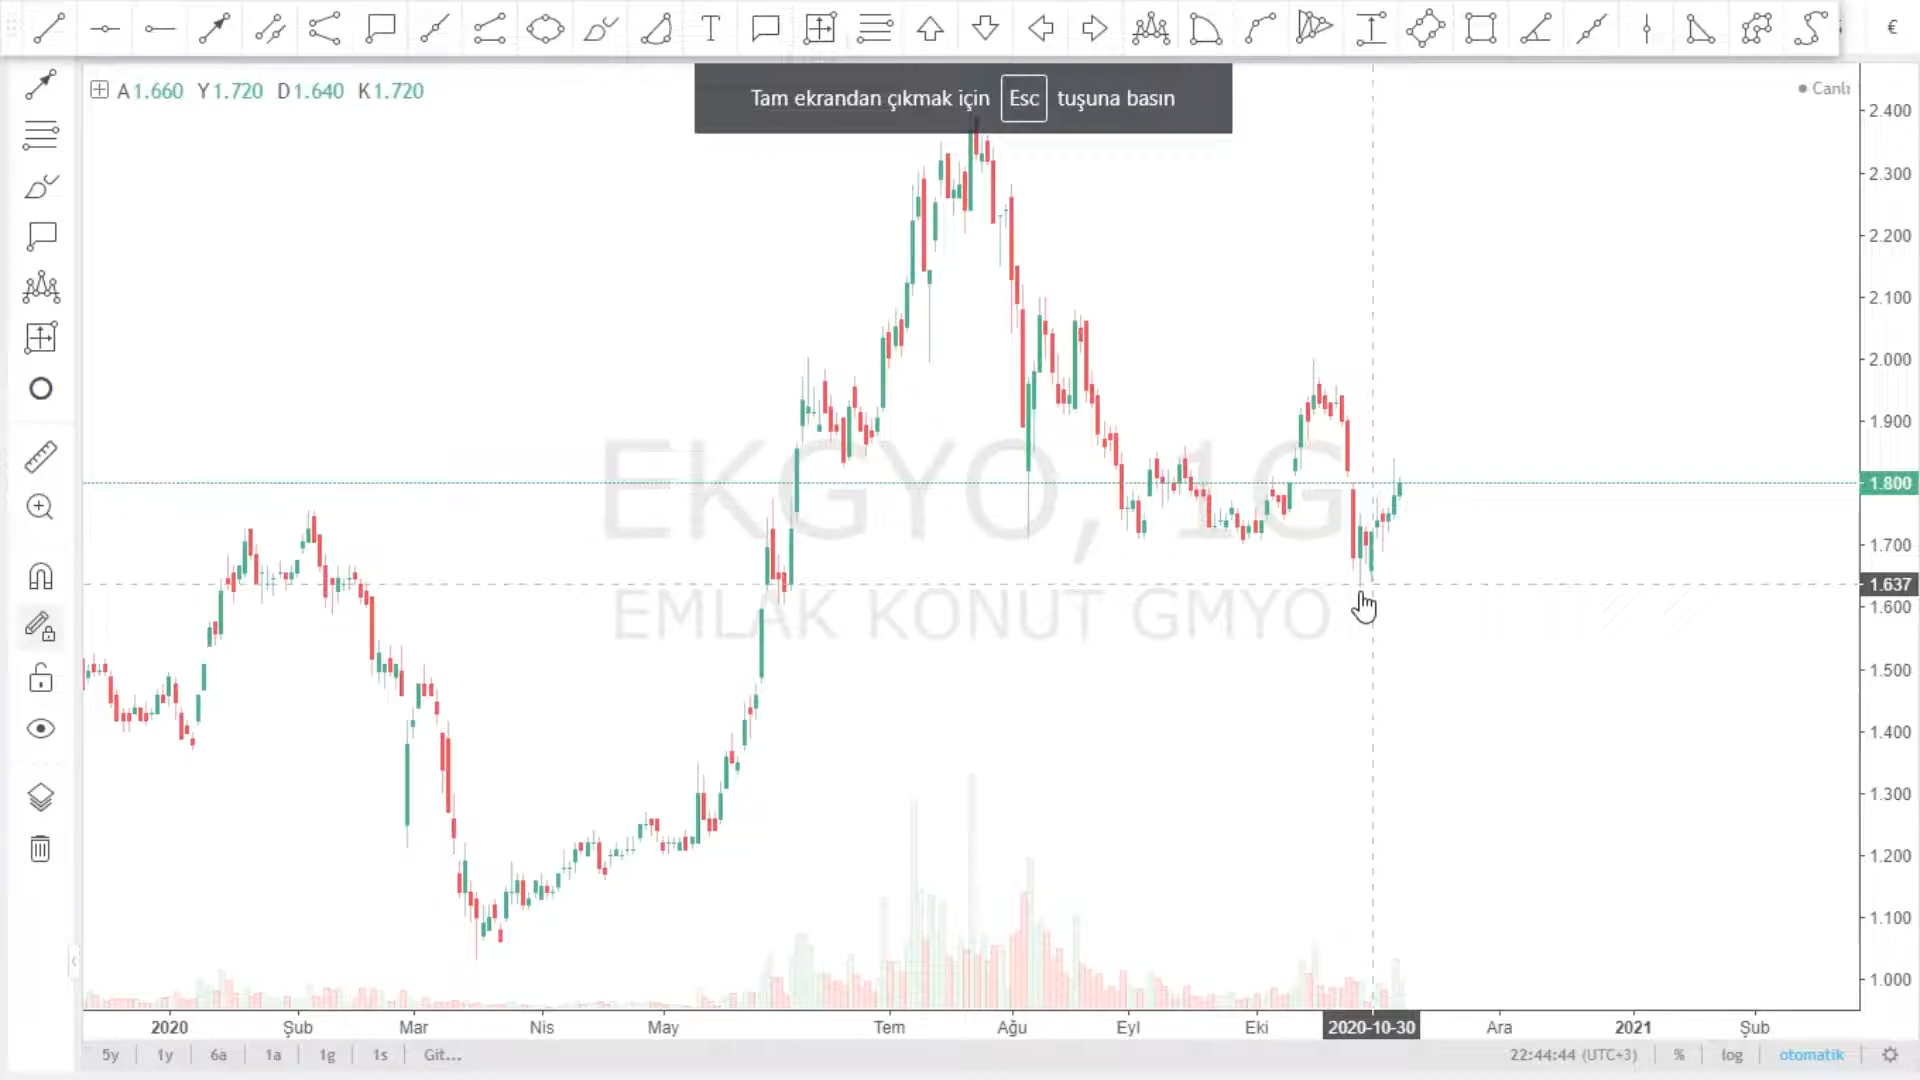 €
A1.660 Y1.720 D1.640 K1.720
Tam ekrandan çıkmak için Esc tuşuna basın
Canlı
2.400
2.300
2.200
2.100
2.000
1.900
1.800
1.700
1.637
1.600
1.500
1.400
1.300
1.200
1.100
1.000
EKGYO, 1G
EMLAK KONUT GMYO
2020 Şub Mar Nis May Tem Ağu Eyl Eki 2020-10-30 Ara 2021 Şub
5y 1y 6a 1a 1g 1s Git... 22:44:44 (UTC+3) % log otomatik